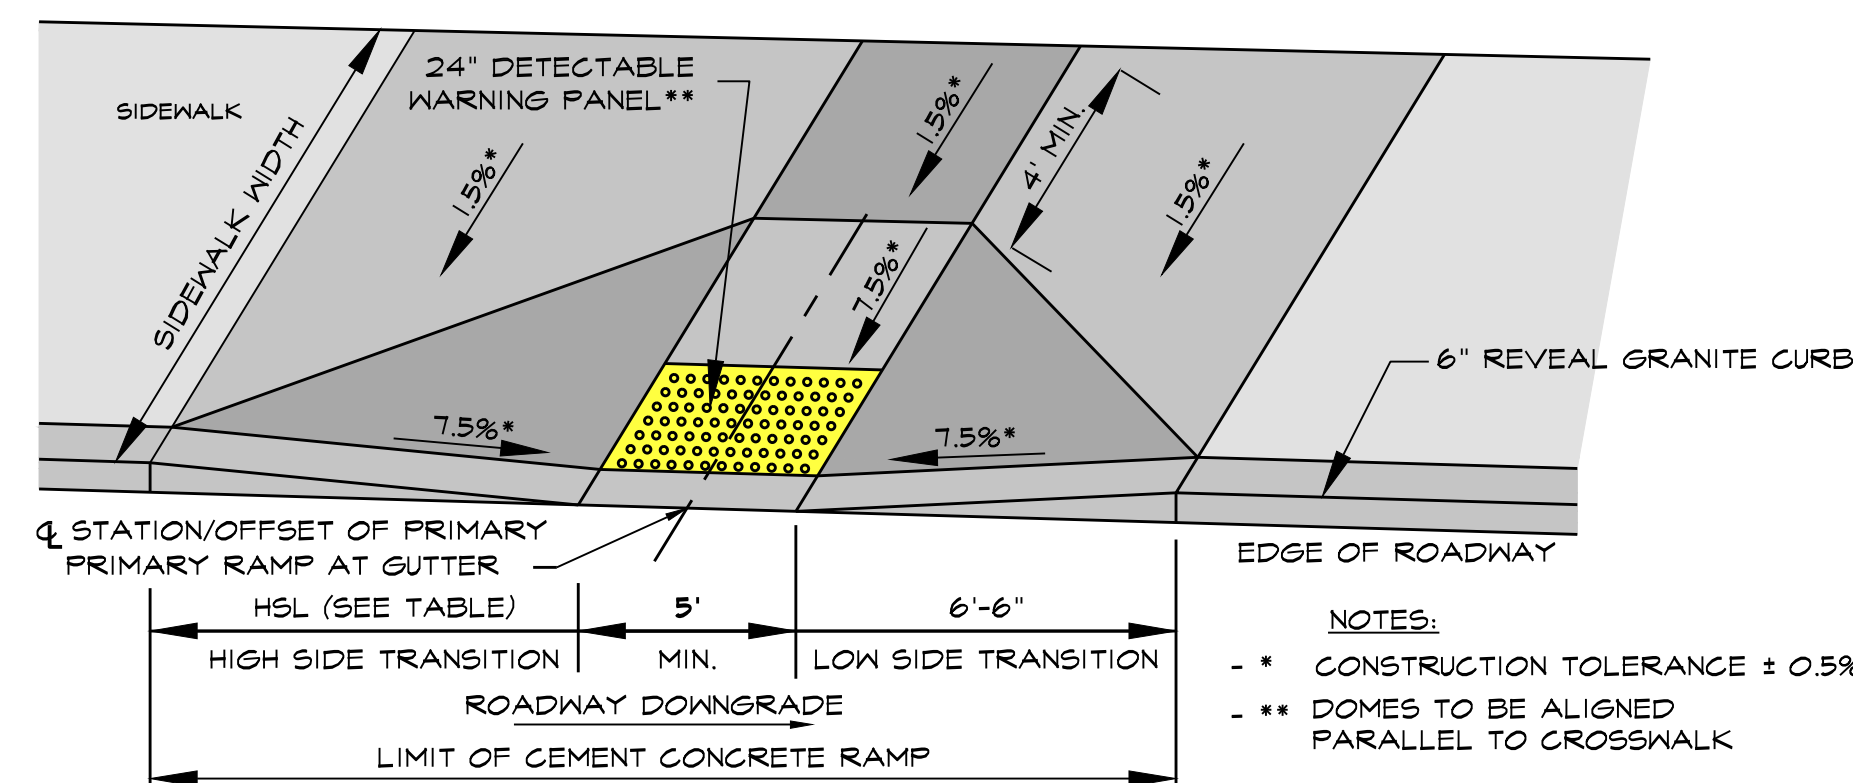 24" DETECTABLE
WARNING PANEL**
SIDEWALK
SIDEWALK WIDTH
1.5%*
1.5%*
4' MIN.
1.5%*
7.5%*
7.5%*
7.5%*
6" REVEAL GRANITE CURB
℄ STATION/OFFSET OF PRIMARY
PRIMARY RAMP AT GUTTER
EDGE OF ROADWAY
HSL (SEE TABLE)
5'
6'-6"
HIGH SIDE TRANSITION
MIN.
LOW SIDE TRANSITION
ROADWAY DOWNGRADE
LIMIT OF CEMENT CONCRETE RAMP
NOTES:
- * CONSTRUCTION TOLERANCE ± 0.5%
- ** DOMES TO BE ALIGNED
PARALLEL TO CROSSWALK